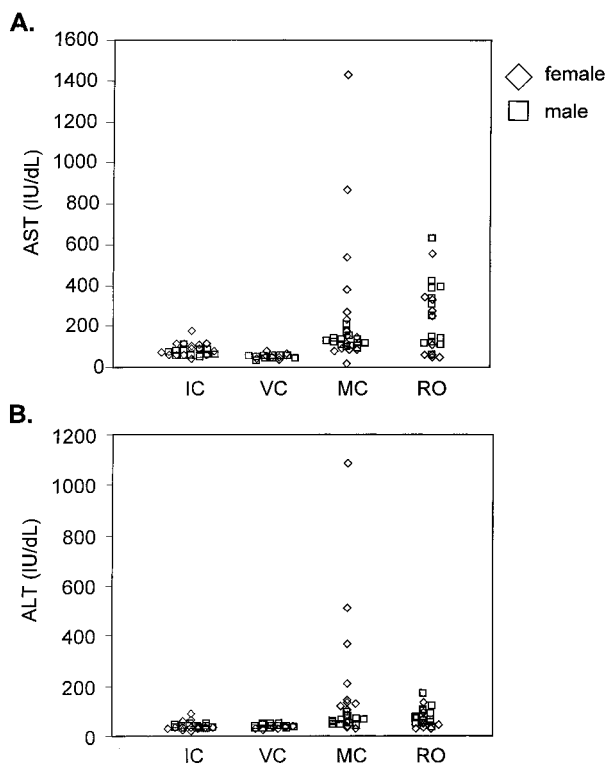 A.
1600
1400
1200
1000
800
600
400
200
0
AST (IU/dL)
IC VC MC RO
female
male
B.
1200
1000
800
600
400
200
0
ALT (IU/dL)
IC VC MC RO